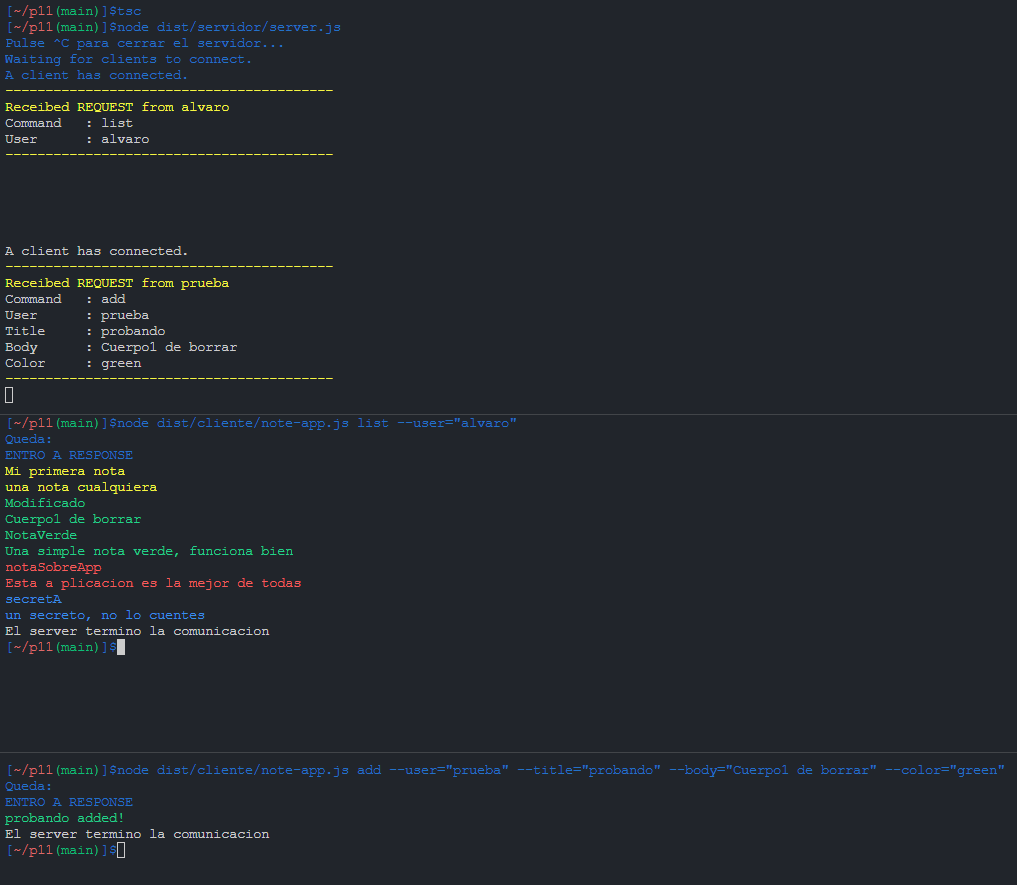 [~/p11(main)]$tsc
[~/p11(main)]$node dist/servidor/server.js
Pulse ^C para cerrar el servidor...
Waiting for clients to connect.
A client has connected.
-----------------------------------------
Receibed REQUEST from alvaro
Command   : list
User      : alvaro
-----------------------------------------
A client has connected.
-----------------------------------------
Receibed REQUEST from prueba
Command   : add
User      : prueba
Title     : probando
Body      : Cuerpo1 de borrar
Color     : green
-----------------------------------------
[~/p11(main)]$node dist/cliente/note-app.js list --user="alvaro"
Queda:
ENTRO A RESPONSE
Mi primera nota
una nota cualquiera
Modificado
Cuerpo1 de borrar
NotaVerde
Una simple nota verde, funciona bien
notaSobreApp
Esta a plicacion es la mejor de todas
secretA
un secreto, no lo cuentes
El server termino la comunicacion
[~/p11(main)]$
[~/p11(main)]$node dist/cliente/note-app.js add --user="prueba" --title="probando" --body="Cuerpo1 de borrar" --color="green"
Queda:
ENTRO A RESPONSE
probando added!
El server termino la comunicacion
[~/p11(main)]$